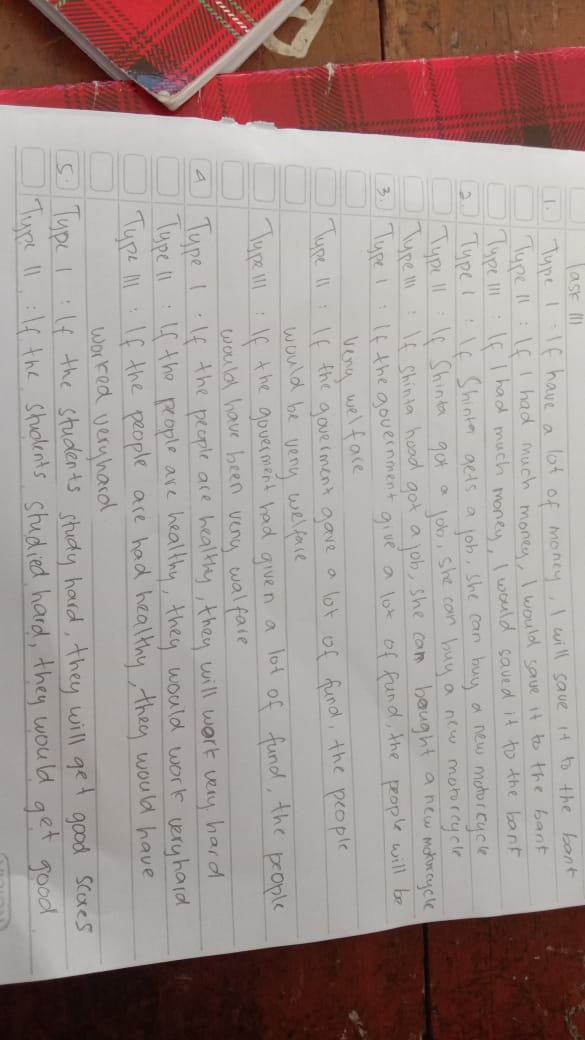 Task III
1. Type I : If have a lot of money, I will save it to the bank
Type II : If I had much money, I would save it to the bank
Type III : If I had much money, I would saved it to the bank
2. Type I : If Shinta gets a job, she can buy a new motorcycle
Type II : If Shinta got a job, she can buy a new motorcycle
Type III : If Shinta hoad got a job, she can bought a new motorcycle
3. Type I : If the government give a lot of fund, the people will be
very welfare
Type II : If the goverment gave a lot of fund, the people
would be very welfare
Type III : If the goverment had given a lot of fund, the people
would have been very walfare
4 Type I : If the people are healthy, they will work very hard
Type II : If the people are healthy, they would work veryhard
Type III : If the people are had healthy, they would have
worked veryhard
5. Type I : If the students study hard, they will get good scores
Type II : If the students studied hard, they would get good